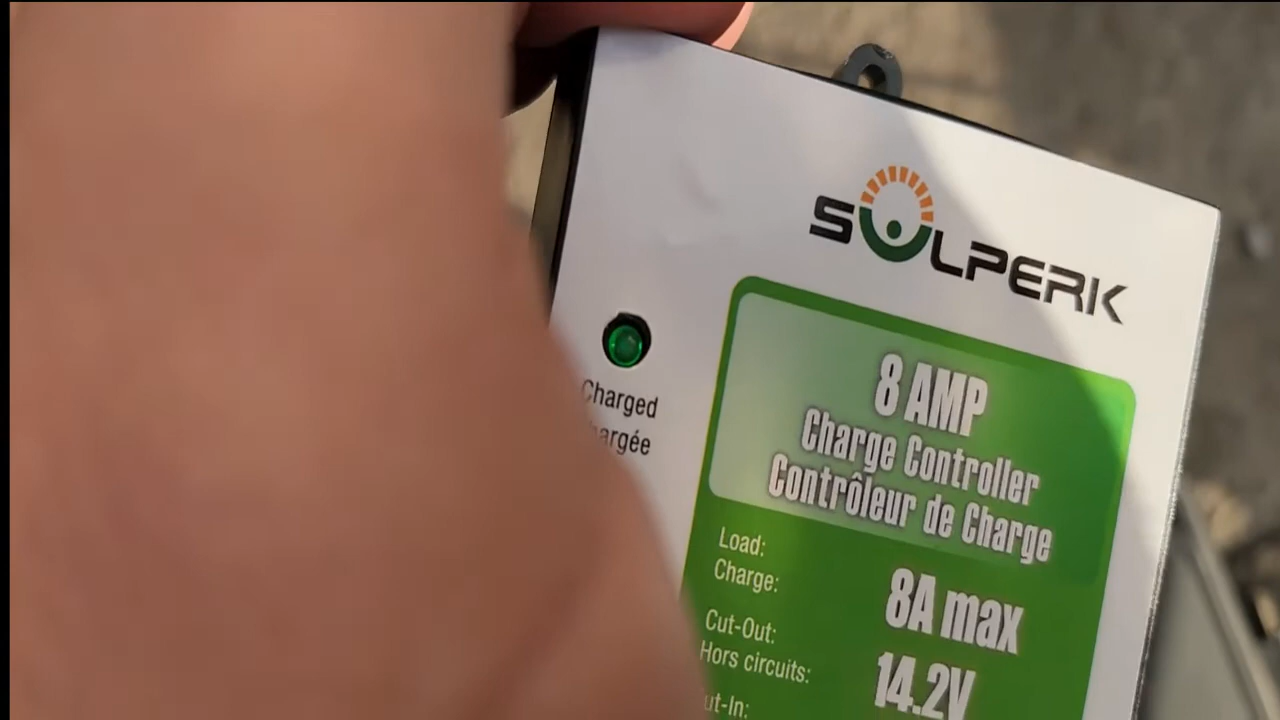 SOLPERK
Charged
8 AMP
Charge Controller
Contrôleur de Charge
Load:
Charge:
8A max
Cut-Out:
Hors circuits:
14.2V